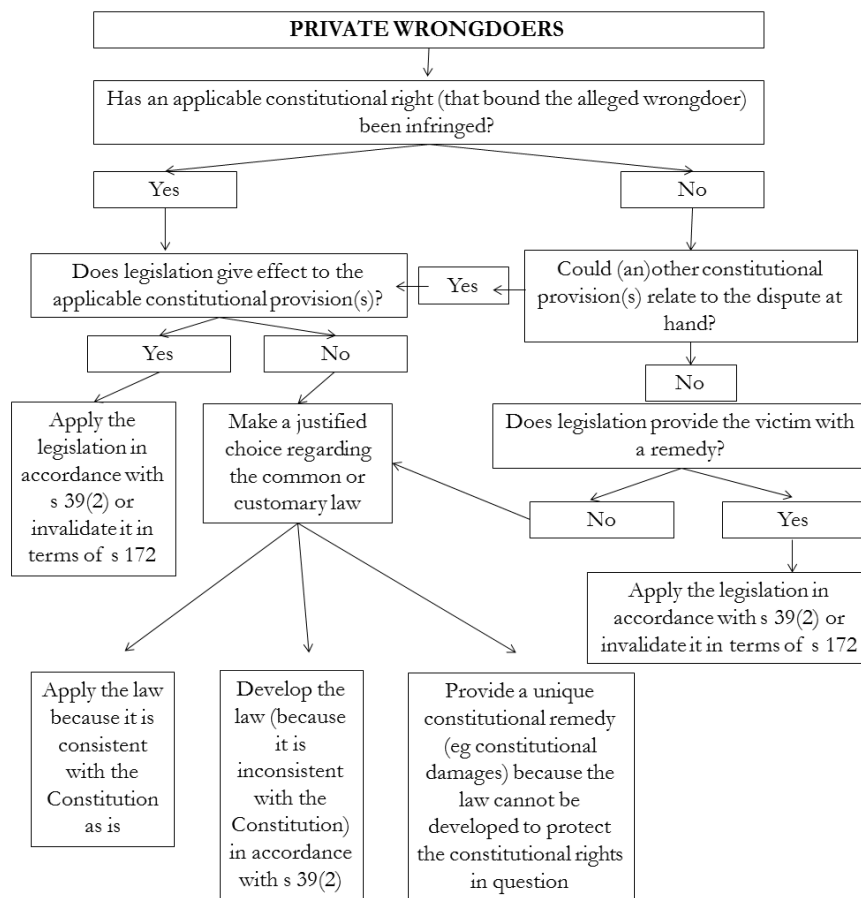 PRIVATE WRONGDOERS
Has an applicable constitutional right (that bound the alleged wrongdoer)
been infringed?
Yes
No
Does legislation give effect to the
applicable constitutional provision(s)?
Yes
Could (an)other constitutional
provision(s) relate to the dispute at
hand?
Yes
No
No
Apply the
legislation in
accordance with
s 39(2) or
invalidate it in
terms of s 172
Make a justified
choice regarding
the common or
customary law
Does legislation provide the victim with
a remedy?
No
Yes
Apply the legislation in
accordance with s 39(2) or
invalidate it in terms of s 172
Apply the law
because it is
consistent
with the
Constitution
as is
Develop the
law (because
it is
inconsistent
with the
Constitution)
in accordance
with s 39(2)
Provide a unique
constitutional remedy
(eg constitutional
damages) because the
law cannot be
developed to protect
the constitutional rights
in question